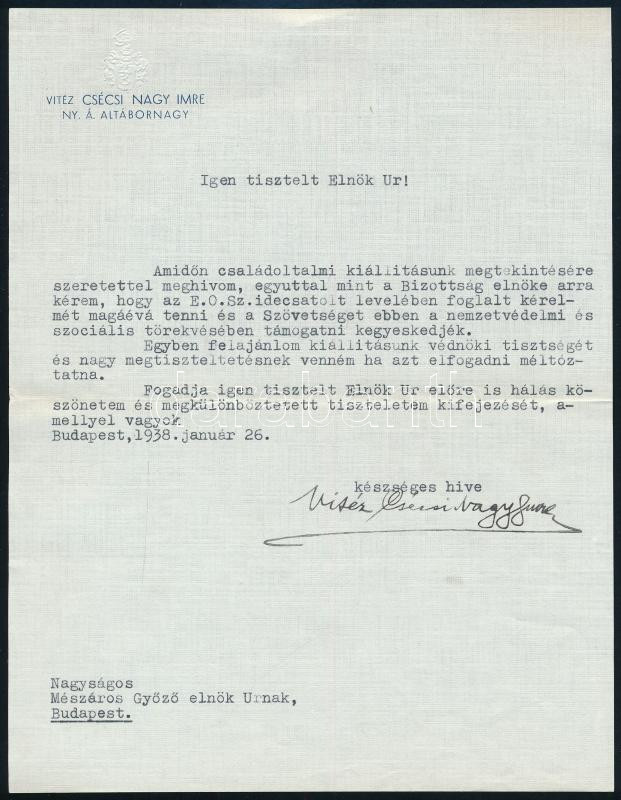 VITÉZ CSÉCSI NAGY IMRE
NY. Á. ALTÁBORNAGY
Igen tisztelt Elnök Ur!
Amidőn családoltalmi kiállitásunk megtekintésére
szeretettel meghivom, egyuttal mint a Bizottság elnöke arra
kérem, hogy az E.O.Sz.idecsatolt levelében foglalt kérel-
mét magáévá tenni és a Szövetséget ebben a nemzetvédelmi és
szociális törekvésében támogatni kegyeskedjék.
Egyben felajánlom kiállitásunk védnöki tisztségét
és nagy megtiszteltetésnek venném ha azt elfogadni méltóz-
tatna.
Fogadja igen tisztelt Elnök Ur előre is hálás kö-
szönetem és megkülönböztetett tiszteletem kifejezését, a-
mellyel vagyok
Budapest,1938.január 26.
készséges hive
Vitéz Csécsi Nagy Imre
Nagyságos
Mészáros Győző elnök Urnak,
Budapest.